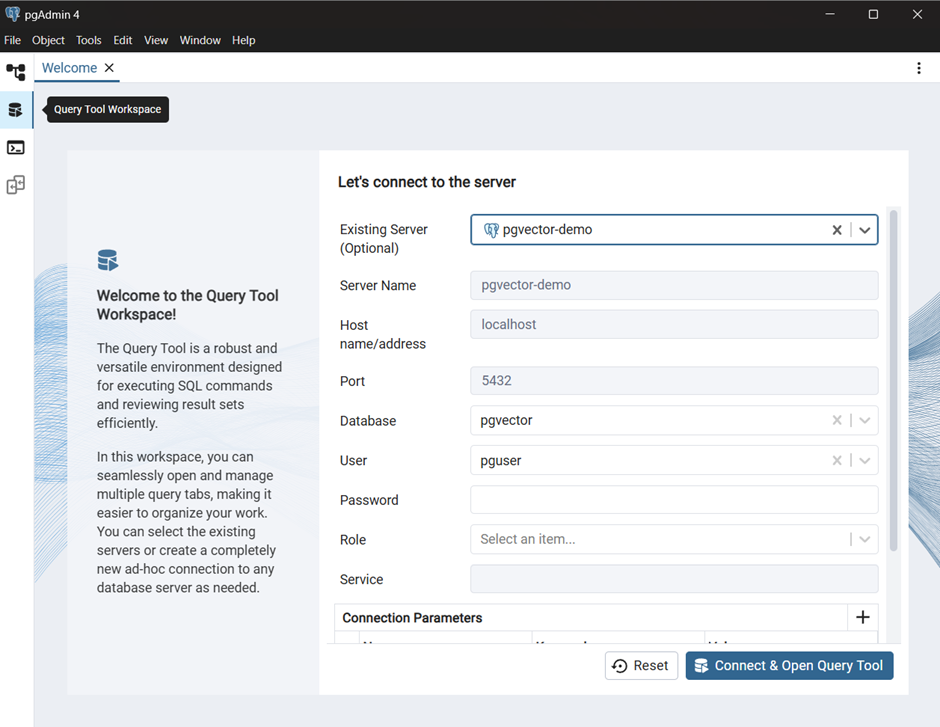 pgAdmin 4
File Object Tools Edit View Window Help
Welcome
Query Tool Workspace
Welcome to the Query Tool
Workspace!
The Query Tool is a robust and
versatile environment designed
for executing SQL commands
and reviewing result sets
efficiently.
In this workspace, you can
seamlessly open and manage
multiple query tabs, making it
easier to organize your work.
You can select the existing
servers or create a completely
new ad-hoc connection to any
database server as needed.
Let's connect to the server
Existing Server
(Optional)
pgvector-demo
Server Name
pgvector-demo
Host
name/address
localhost
Port
5432
Database
pgvector
User
pguser
Password
Role
Select an item...
Service
Connection Parameters
Reset
Connect & Open Query Tool